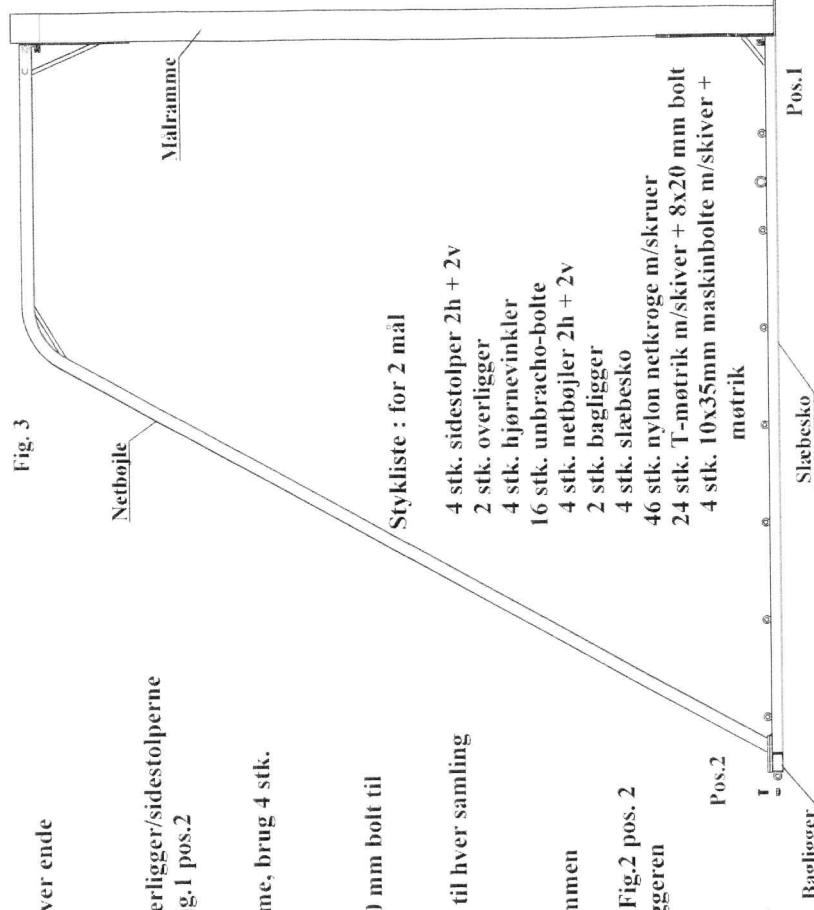 ver ende
erligger/sidestolperne
g.1 pos.2
me, brug 4 stk.
0 mm bolt til
til hver samling
mmen
Fig.2 pos. 2
ggeren
Fig. 3
Målramme
Netbøjle
Stykliste : for 2 mål
4 stk. sidestolper 2h + 2v
2 stk. overligger
4 stk. hjørnevinkler
16 stk. unbracho-bolte
4 stk. netbøjler 2h + 2v
2 stk. bagligger
4 stk. slæbesko
46 stk. nylon netkroge m/skruer
24 stk. T-møtrik m/skiver + 8x20 mm bolt
4 stk. 10x35mm maskinbolte m/skiver +
møtrik
Pos.2
Pos.1
Bagligger
Slæbesko